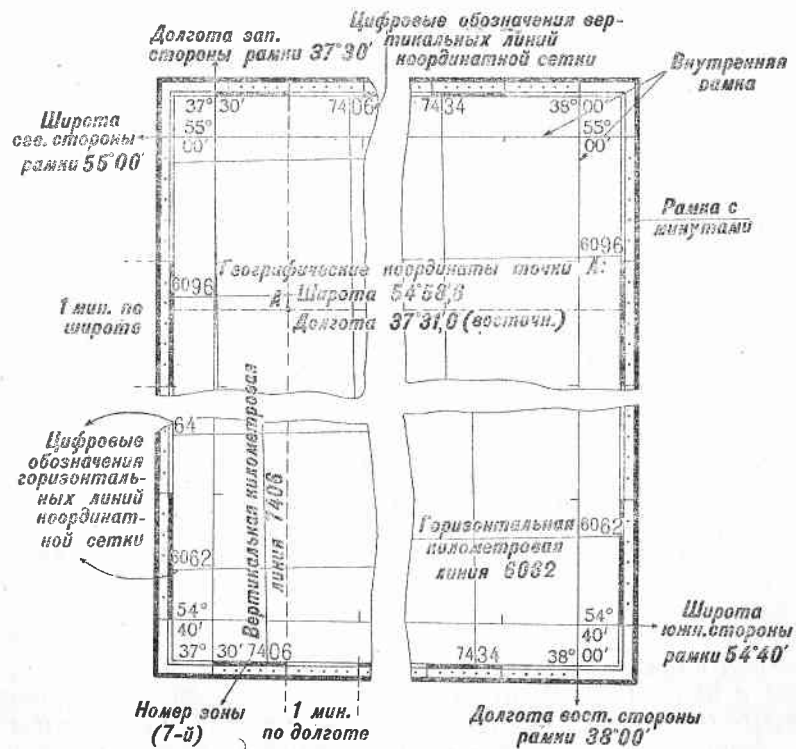 Долгота зап.
стороны рамки 37°30′
Цифровые обозначения вер-
тикальных линий
координатной сетки
Внутренняя
рамка
Широта
сев. стороны
рамки 55°00′
37° 30′ 7406 7434 38° 00′
55° 55°
00′ 00′
Рамка с
минутами
6096
Географические координаты точки А:
6096
А Широта 54°58,6
Долгота 37°31,0 (восточн.)
1 мин. по
широте
64
Цифровые
обозначения
горизонталь-
ных линий
координат-
ной сетки
Вертикальная километровая
линия 7406
Горизонтальная
километровая
линия 6082
6062
6062
54° 54°
40′ 40′
37° 30′ 7406 7434 38° 00′
Широта
южн. стороны
рамки 54°40′
Номер зоны
(7-й)
1 мин.
по долготе
Долгота вост. стороны
рамки 38°00′